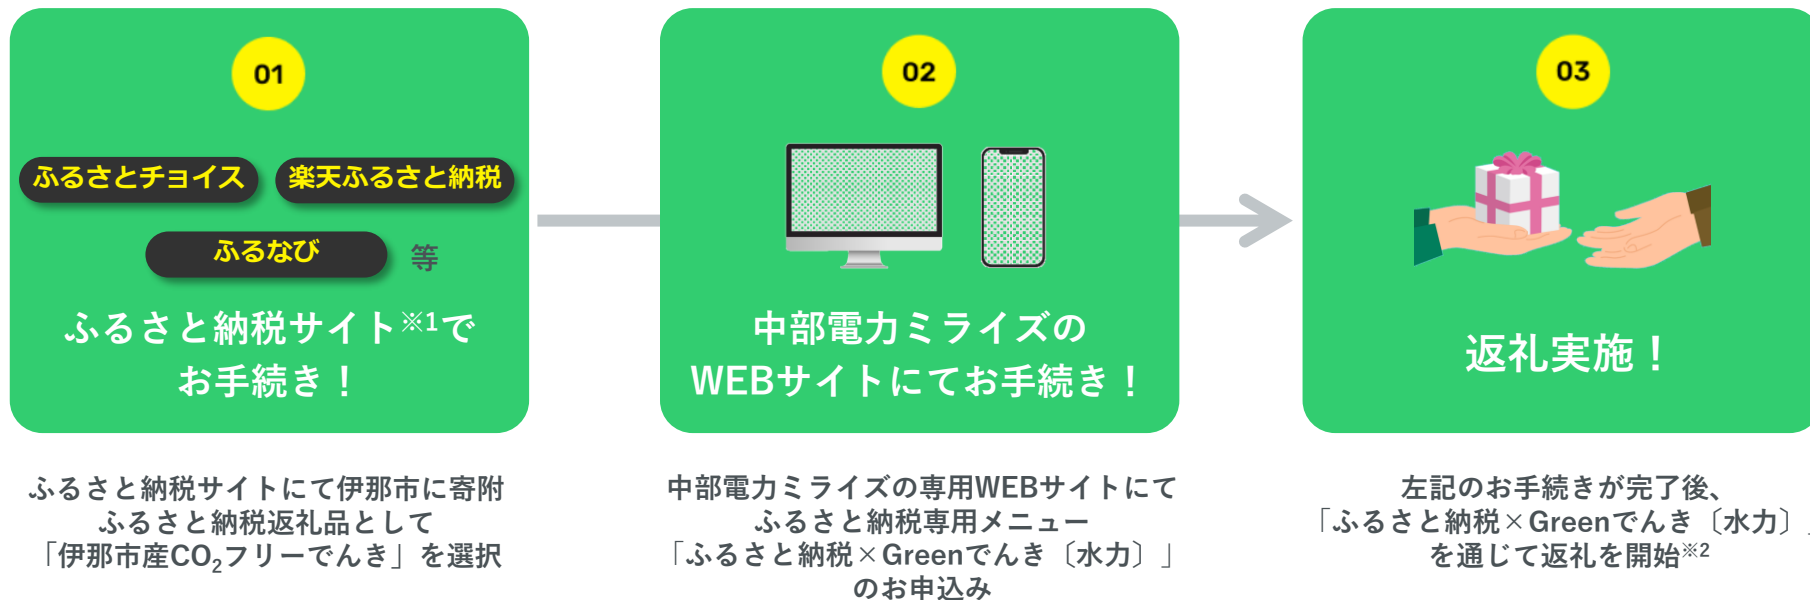 01
ふるさとチョイス
楽天ふるさと納税
ふるなび
等
ふるさと納税サイト※1で
お手続き！
ふるさと納税サイトにて伊那市に寄附
ふるさと納税返礼品として
「伊那市産CO₂フリーでんき」を選択
02
中部電力ミライズの
WEBサイトにてお手続き！
中部電力ミライズの専用WEBサイトにて
ふるさと納税専用メニュー
「ふるさと納税×Greenでんき〔水力〕」
のお申込み
03
返礼実施！
左記のお手続きが完了後、
「ふるさと納税×Greenでんき〔水力〕」
を通じて返礼を開始※2